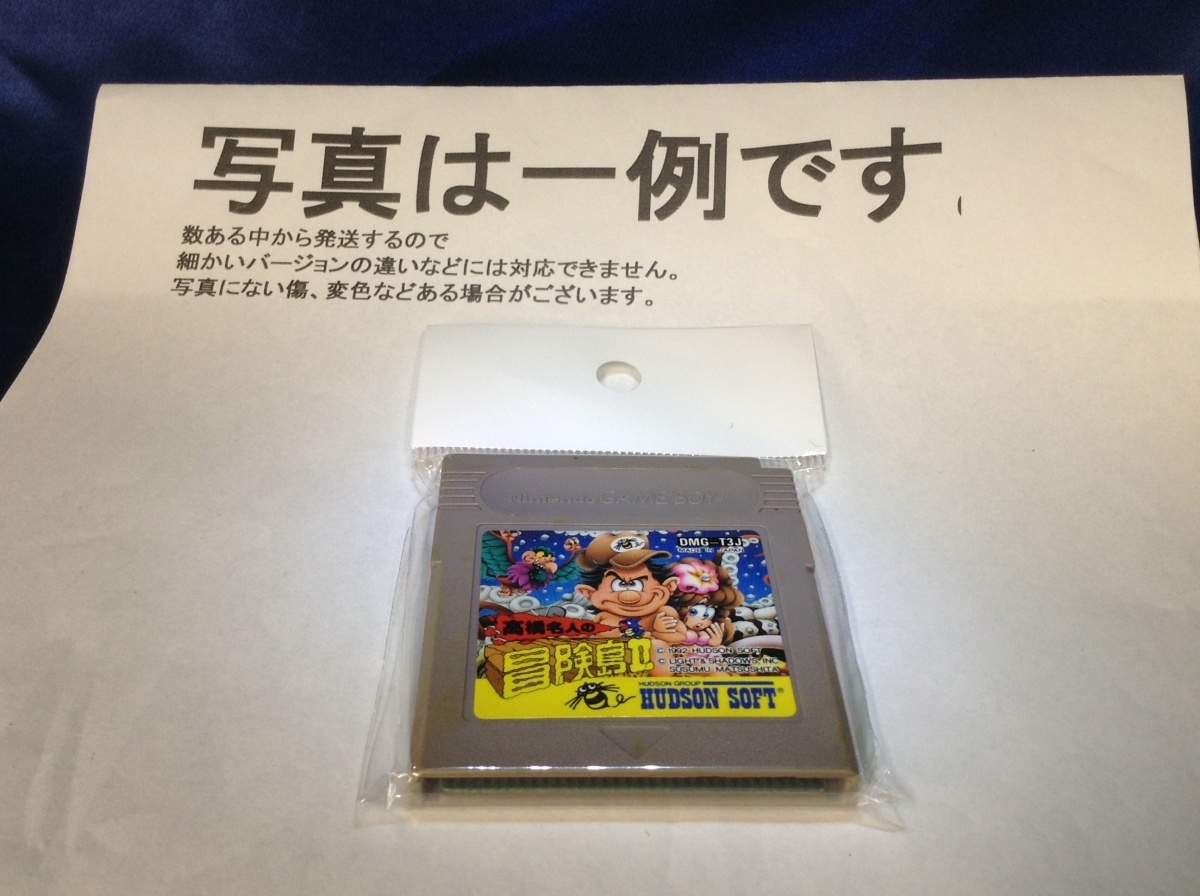 写真は一例です。
数ある中から発送するので
細かいバージョンの違いなどには対応できません。
写真にない傷、変色などある場合がございます。
Nintendo GAME BOY
DMG-T3J
MADE IN JAPAN
高橋名人の
冒険島II
© 1992 HUDSON SOFT
© LIGHT & SHADOWS, INC.
SUSUMU MATSUSHITA
HUDSON GROUP
HUDSON SOFT®